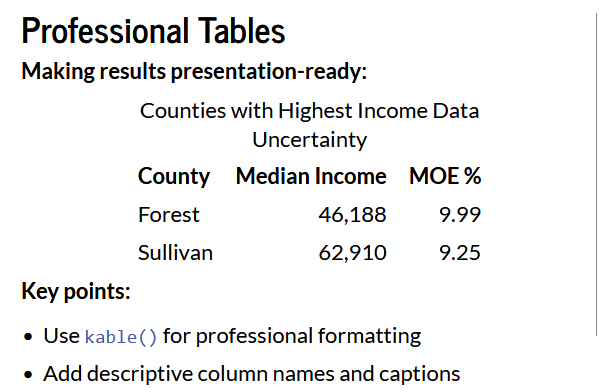 Professional Tables
Making results presentation-ready:
Counties with Highest Income Data
Uncertainty
County Median Income MOE %
Forest 46,188 9.99
Sullivan 62,910 9.25
Key points:
• Use kable() for professional formatting
• Add descriptive column names and captions